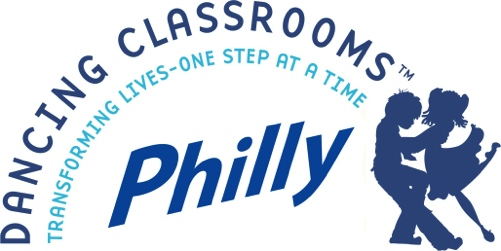 DANCING CLASSROOMS™
TRANSFORMING LIVES-ONE STEP AT A TIME
Philly